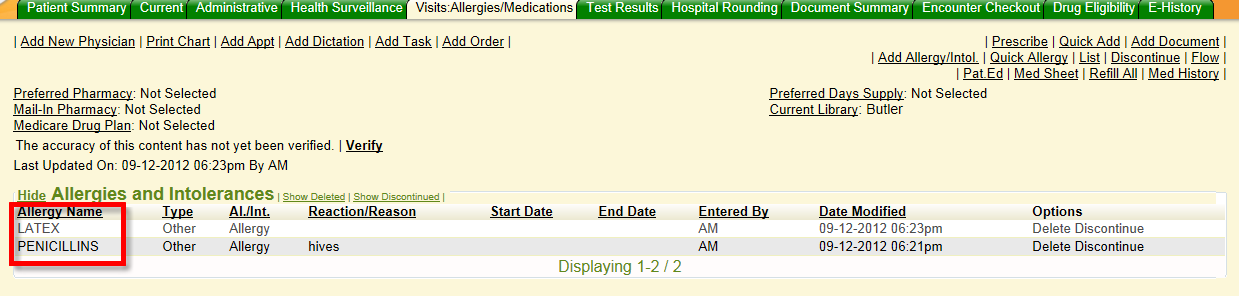 Patient Summary Current Administrative Health Surveillance Visits:Allergies/Medications Test Results Hospital Rounding Document Summary Encounter Checkout Drug Eligibility E-History
| Add New Physician | Print Chart | Add Appt | Add Dictation | Add Task | Add Order |
| Prescribe | Quick Add | Add Document |
| Add Allergy/Intol. | Quick Allergy | List | Discontinue | Flow |
| Pat.Ed | Med Sheet | Refill All | Med History |
Preferred Pharmacy: Not Selected
Mail-In Pharmacy: Not Selected
Medicare Drug Plan: Not Selected
Preferred Days Supply: Not Selected
Current Library: Butler
The accuracy of this content has not yet been verified. | Verify
Last Updated On: 09-12-2012 06:23pm By AM
Hide Allergies and Intolerances | Show Deleted | Show Discontinued |
Allergy Name Type Al./Int. Reaction/Reason Start Date End Date Entered By Date Modified Options
LATEX Other Allergy AM 09-12-2012 06:23pm Delete Discontinue
PENICILLINS Other Allergy hives AM 09-12-2012 06:21pm Delete Discontinue
Displaying 1-2 / 2